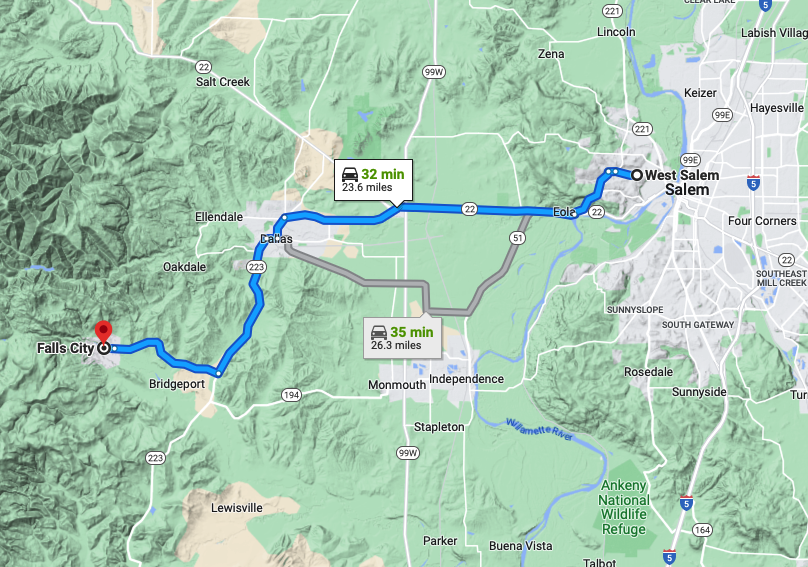 CLEAR LAKE
5
221
Lincoln
Labish Villag
Zena
22
Salt Creek
99W
Keizer
Hayesville
99E
221
99E
32 min
23.6 miles
West Salem
Salem
5
Ellendale
22
Eola
22
Four Corners
Dallas
51
22
Oakdale
223
SOUTHEAST
MILL CREEK
SUNNYSLOPE
SOUTH GATEWAY
35 min
26.3 miles
Falls City
Rosedale
Bridgeport
Monmouth
Independence
Sunnyside
Tur
194
Stapleton
Willamette River
99W
223
Ankeny
National
Wildlife
Refuge
5
Lewisville
164
Parker
Buena Vista
5
Talbot